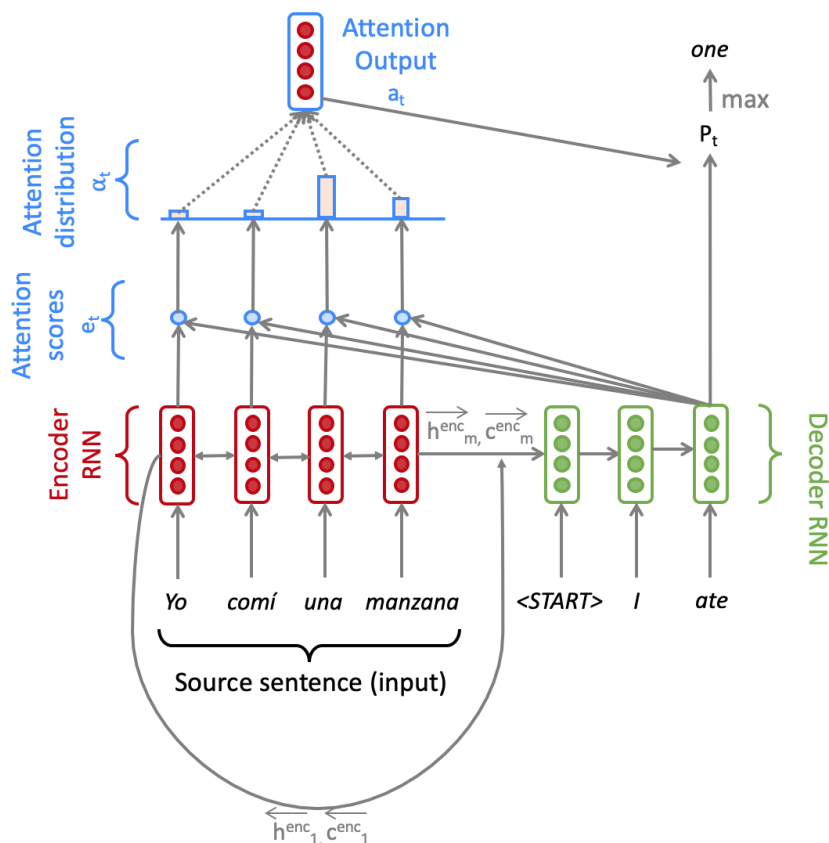 Attention
Output
a_t
one
max
P_t
Attention
distribution
α_t
Attention
scores
e_t
Encoder
RNN
h^enc_m, c^enc_m
Decoder RNN
Yo comí una manzana <START> I ate
Source sentence (input)
h^enc_1, c^enc_1